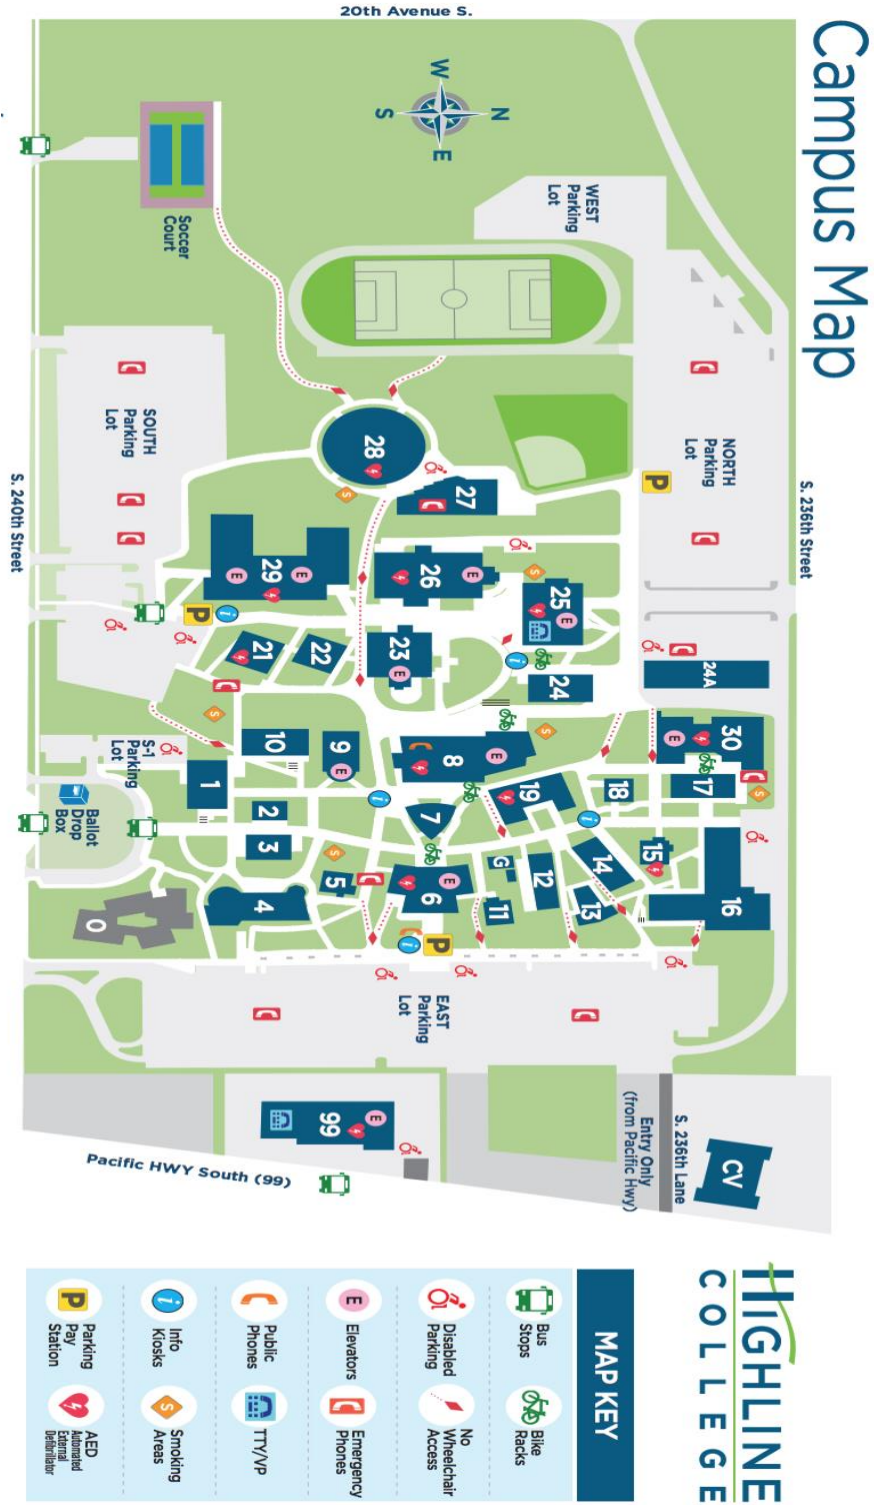 Campus Map
20th Avenue S.
W
N
S
E
WEST
Parking
Lot
Soccer
Court
SOUTH
Parking
Lot
NORTH
Parking
Lot
P
S. 240th Street
S. 236th Street
28
27
29
E
E
26
E
25
E
P
i
21
22
23
E
i
24
24A
S-1
Parking
Lot
10
9
E
8
E
30
E
1
2
3
7
19
18
17
i
i
Ballot
Drop
Box
5
4
6
E
G
11
12
14
13
15
16
O
i
P
EAST
Parking
Lot
99
E
Pacific HWY South (99)
S. 236th Lane
Entry Only
(from Pacific Hwy)
CV
S
S
S
S
S
S
HIGHLINE
COLLEGE
MAP KEY
Bus
Stops
Bike
Racks
Disabled
Parking
No
Wheelchair
Access
E
Elevators
Emergency
Phones
Public
Phones
TTY/VP
i
Info
Kiosks
S
Smoking
Areas
P
Parking
Pay
Station
AED
Automated
External
Defibrillator